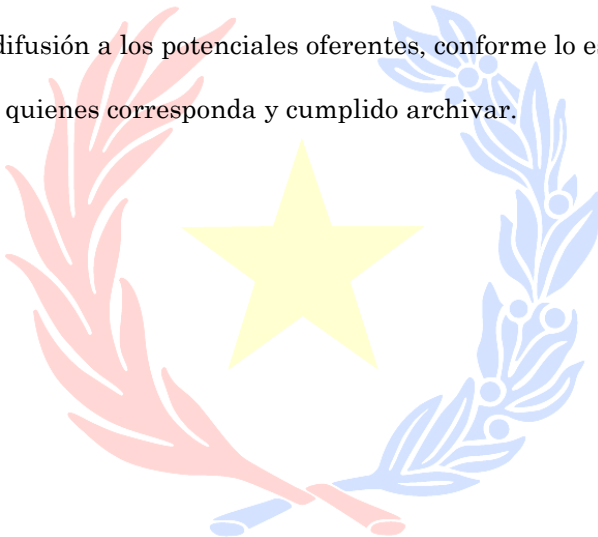 difusión a los potenciales oferentes, conforme lo
quienes corresponda y cumplido archivar.